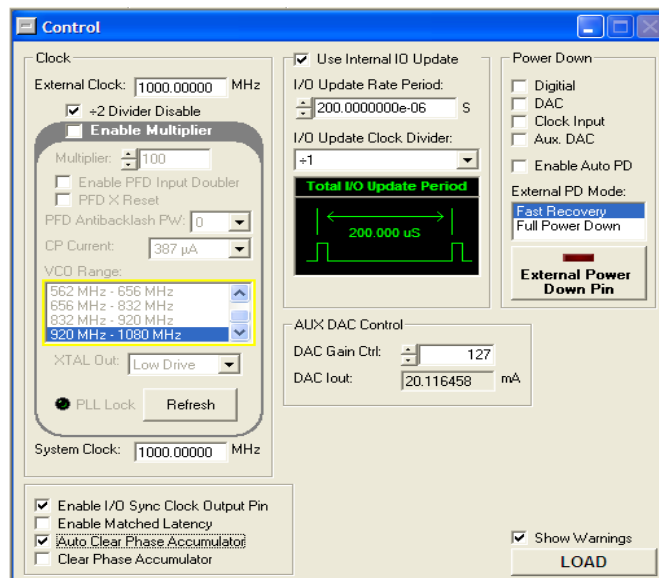 Control
Clock
External Clock: 1000.00000 MHz
÷2 Divider Disable
Enable Multiplier
Multiplier: 100
Enable PFD Input Doubler
PFD X Reset
PFD Antibacklash PW: 0
CP Current: 387 µA
VCO Range:
562 MHz - 656 MHz
656 MHz - 832 MHz
832 MHz - 920 MHz
920 MHz - 1080 MHz
XTAL Out: Low Drive
PLL Lock Refresh
System Clock: 1000.00000 MHz
Enable I/O Sync Clock Output Pin
Enable Matched Latency
Auto Clear Phase Accumulator
Clear Phase Accumulator
Use Internal IO Update
I/O Update Rate Period:
200.0000000e-06 S
I/O Update Clock Divider:
÷1
Total I/O Update Period
200.000 uS
AUX DAC Control
DAC Gain Ctrl: 127
DAC Iout: 20.116458 mA
Power Down
Digitial
DAC
Clock Input
Aux. DAC
Enable Auto PD
External PD Mode:
Fast Recovery
Full Power Down
External Power
Down Pin
Show Warnings
LOAD